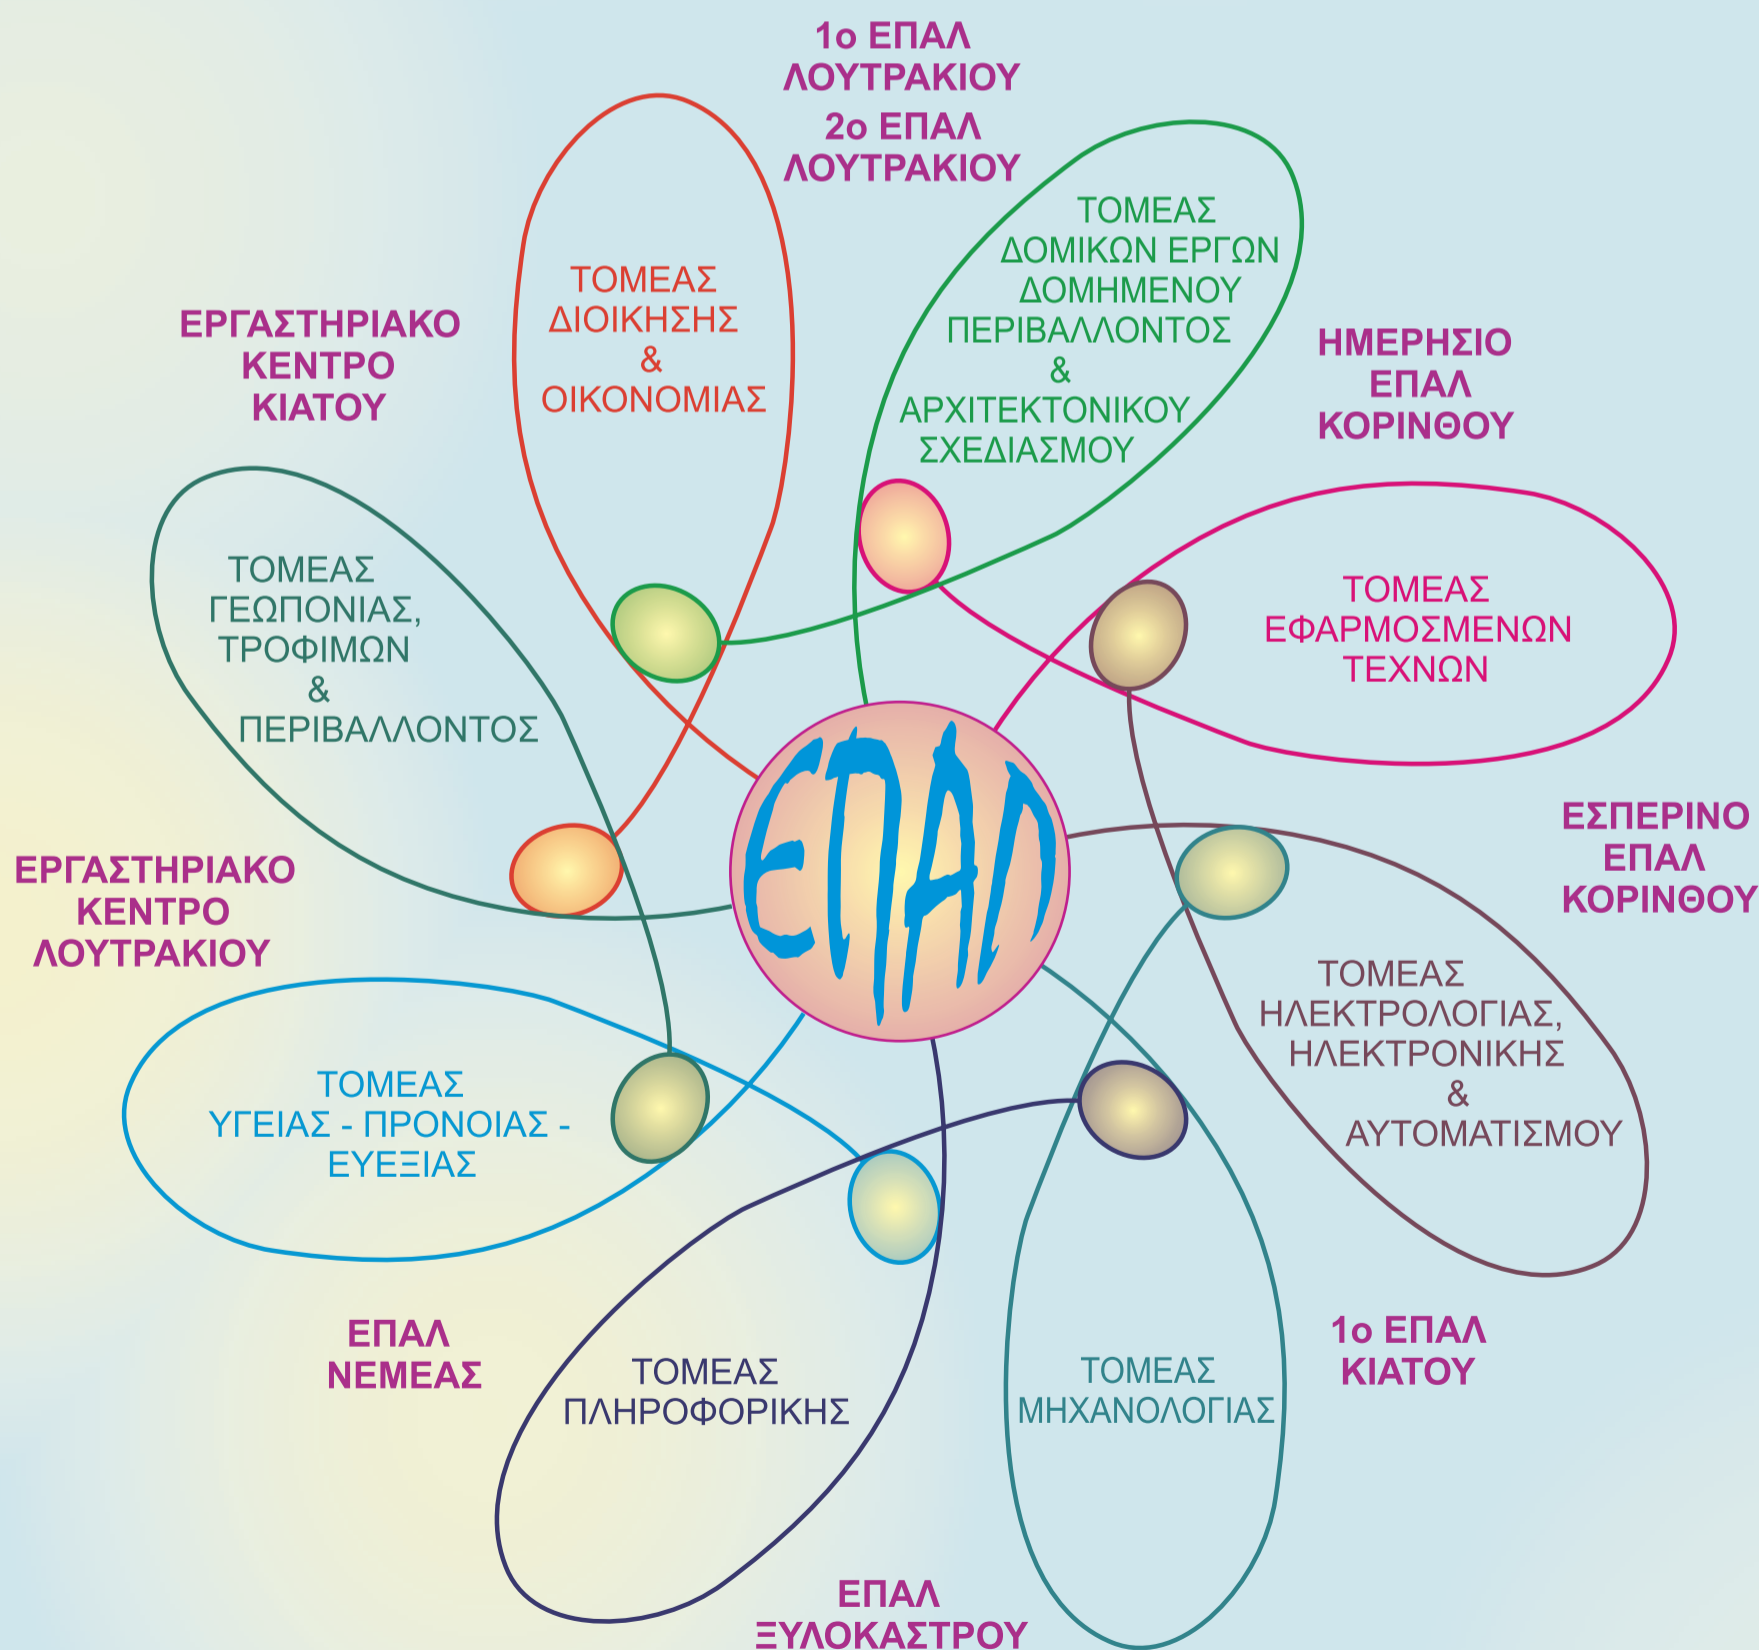 1ο ΕΠΑΛ
ΛΟΥΤΡΑΚΙΟΥ
2ο ΕΠΑΛ
ΛΟΥΤΡΑΚΙΟΥ
ΤΟΜΕΑΣ
ΔΙΟΙΚΗΣΗΣ
&
ΟΙΚΟΝΟΜΙΑΣ
ΤΟΜΕΑΣ
ΔΟΜΙΚΩΝ ΕΡΓΩΝ
ΔΟΜΗΜΕΝΟΥ
ΠΕΡΙΒΑΛΛΟΝΤΟΣ
&
ΑΡΧΙΤΕΚΤΟΝΙΚΟΥ
ΣΧΕΔΙΑΣΜΟΥ
ΕΡΓΑΣΤΗΡΙΑΚΟ
ΚΕΝΤΡΟ
ΚΙΑΤΟΥ
ΗΜΕΡΗΣΙΟ
ΕΠΑΛ
ΚΟΡΙΝΘΟΥ
ΤΟΜΕΑΣ
ΓΕΩΠΟΝΙΑΣ,
ΤΡΟΦΙΜΩΝ
&
ΠΕΡΙΒΑΛΛΟΝΤΟΣ
ΤΟΜΕΑΣ
ΕΦΑΡΜΟΣΜΕΝΩΝ
ΤΕΧΝΩΝ
ΕΠΑΛ
ΕΡΓΑΣΤΗΡΙΑΚΟ
ΚΕΝΤΡΟ
ΛΟΥΤΡΑΚΙΟΥ
ΕΣΠΕΡΙΝΟ
ΕΠΑΛ
ΚΟΡΙΝΘΟΥ
ΤΟΜΕΑΣ
ΗΛΕΚΤΡΟΛΟΓΙΑΣ,
ΗΛΕΚΤΡΟΝΙΚΗΣ
&
ΑΥΤΟΜΑΤΙΣΜΟΥ
ΤΟΜΕΑΣ
ΥΓΕΙΑΣ - ΠΡΟΝΟΙΑΣ -
ΕΥΕΞΙΑΣ
ΕΠΑΛ
ΝΕΜΕΑΣ
ΤΟΜΕΑΣ
ΠΛΗΡΟΦΟΡΙΚΗΣ
ΤΟΜΕΑΣ
ΜΗΧΑΝΟΛΟΓΙΑΣ
1ο ΕΠΑΛ
ΚΙΑΤΟΥ
ΕΠΑΛ
ΞΥΛΟΚΑΣΤΡΟΥ